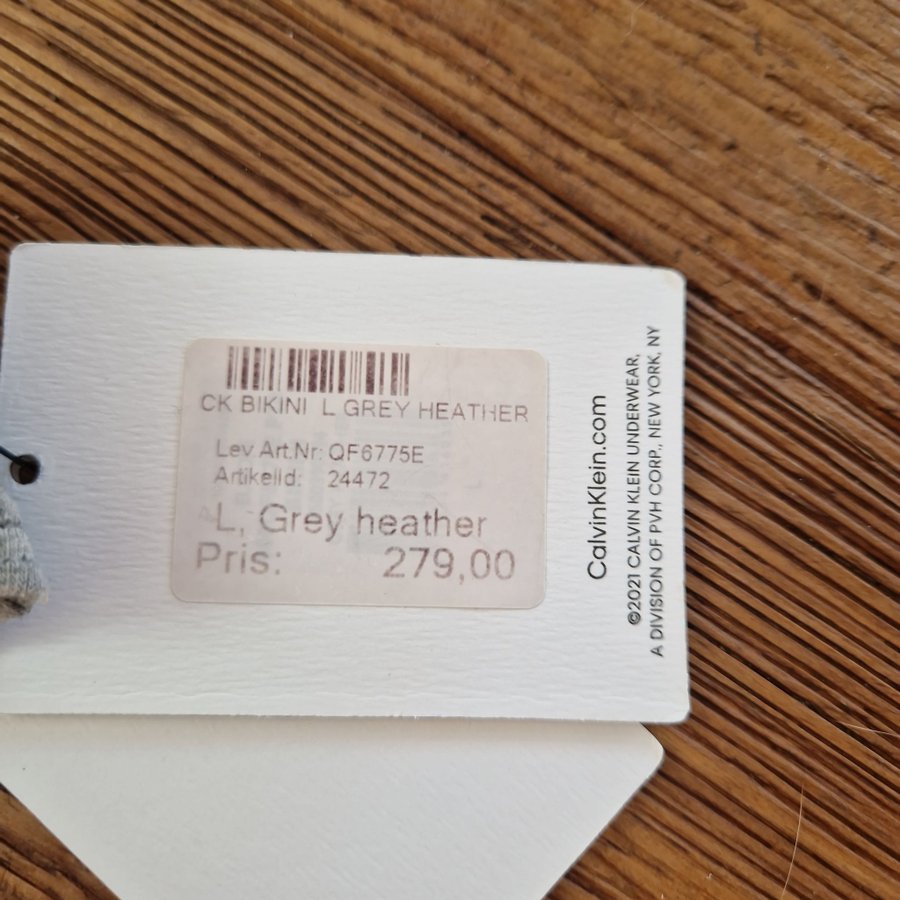 CK BIKINI L GREY HEATHER
Lev Art.Nr: QF6775E
ArtikelId: 24472
L, Grey heather
Pris: 279,00
CalvinKlein.com
©2021 CALVIN KLEIN UNDERWEAR,
A DIVISION OF PVH CORP., NEW YORK, NY